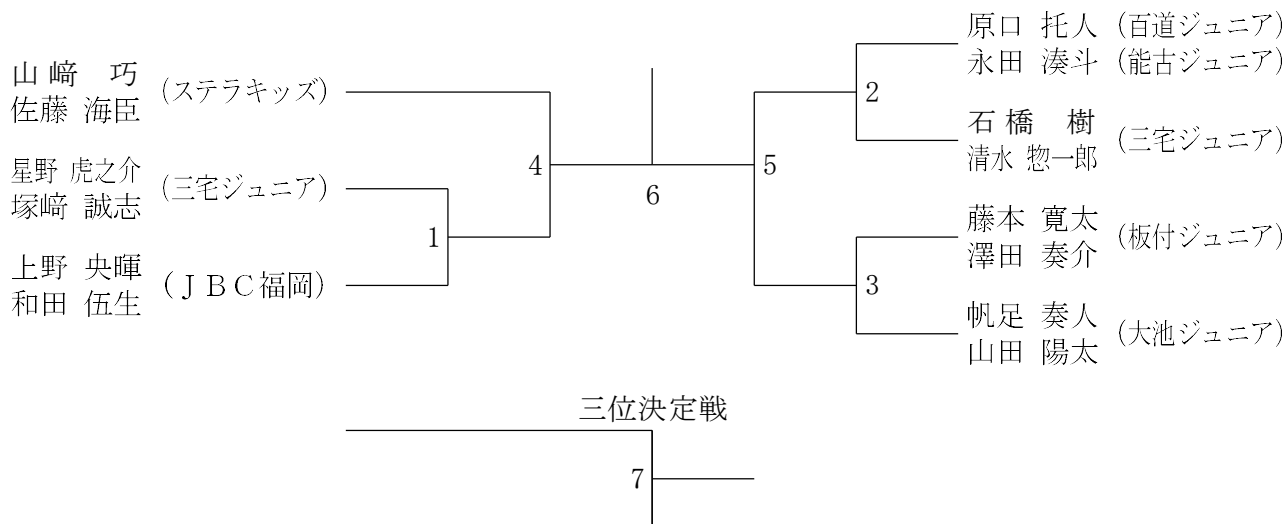 山﨑 巧
佐藤 海臣
(ステラキッズ)
星野 虎之介
塚﨑 誠志
(三宅ジュニア)
上野 央暉
和田 伍生
(ＪＢＣ福岡)
1
4
6
5
2
3
原口 托人 (百道ジュニア)
永田 湊斗 (能古ジュニア)
石橋 樹
清水 惣一郎
(三宅ジュニア)
藤本 寛太
澤田 奏介
(板付ジュニア)
帆足 奏人
山田 陽太
(大池ジュニア)
三位決定戦
7